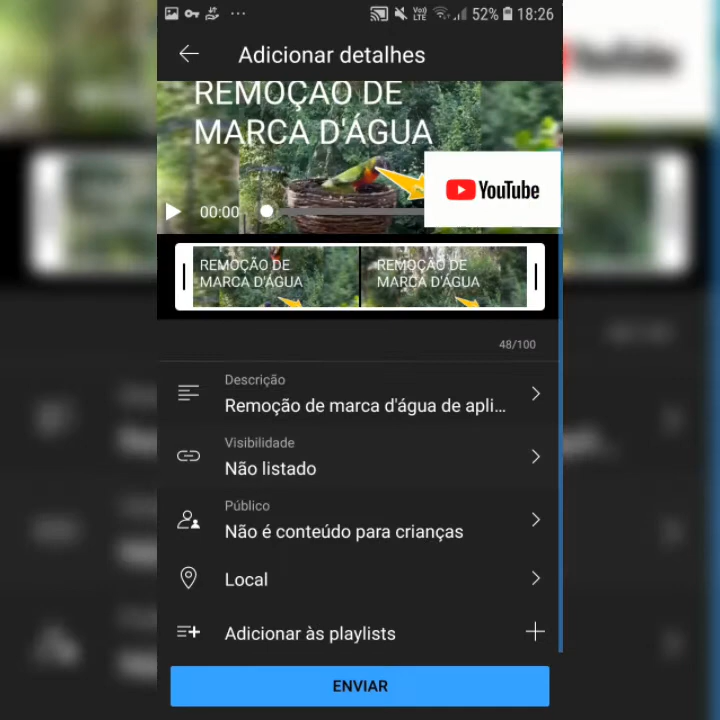 52% 18:26
Adicionar detalhes
REMOÇÃO DE
MARCA D'ÁGUA
YouTube
00:00
REMOÇÃO DE
MARCA D'ÁGUA
REMOÇÃO DE
MARCA D'ÁGUA
48/100
Descrição
Remoção de marca d'água de apli...
Visibilidade
Não listado
Público
Não é conteúdo para crianças
Local
Adicionar às playlists
ENVIAR